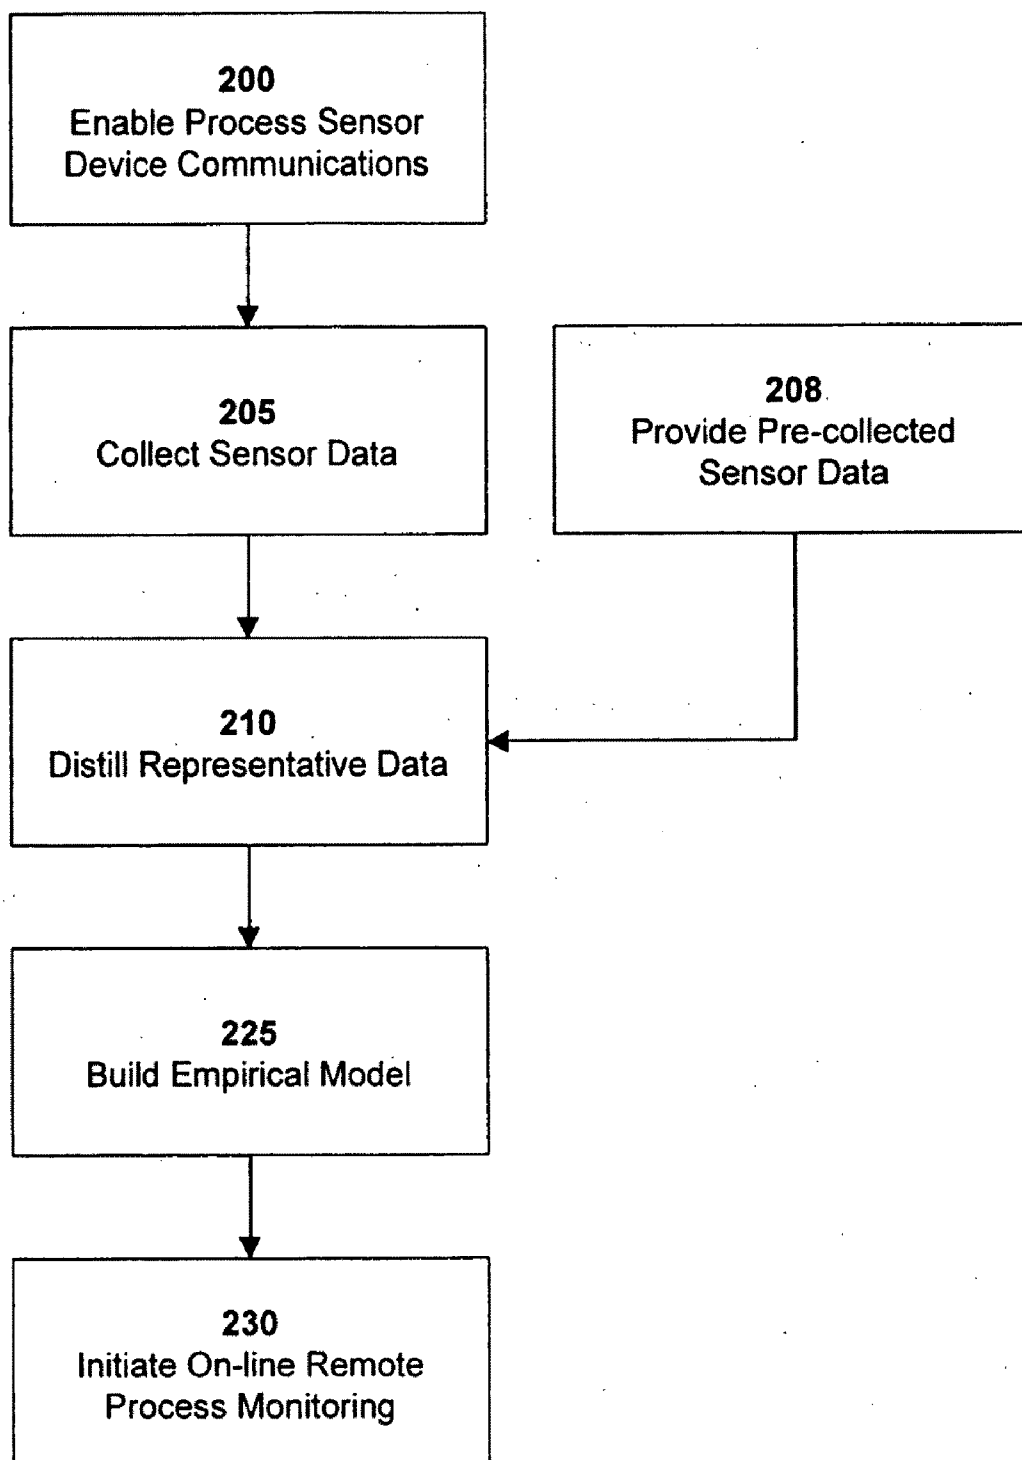 200
Enable Process Sensor
Device Communications
205
Collect Sensor Data
208
Provide Pre-collected
Sensor Data
210
Distill Representative Data
225
Build Empirical Model
230
Initiate On-line Remote
Process Monitoring